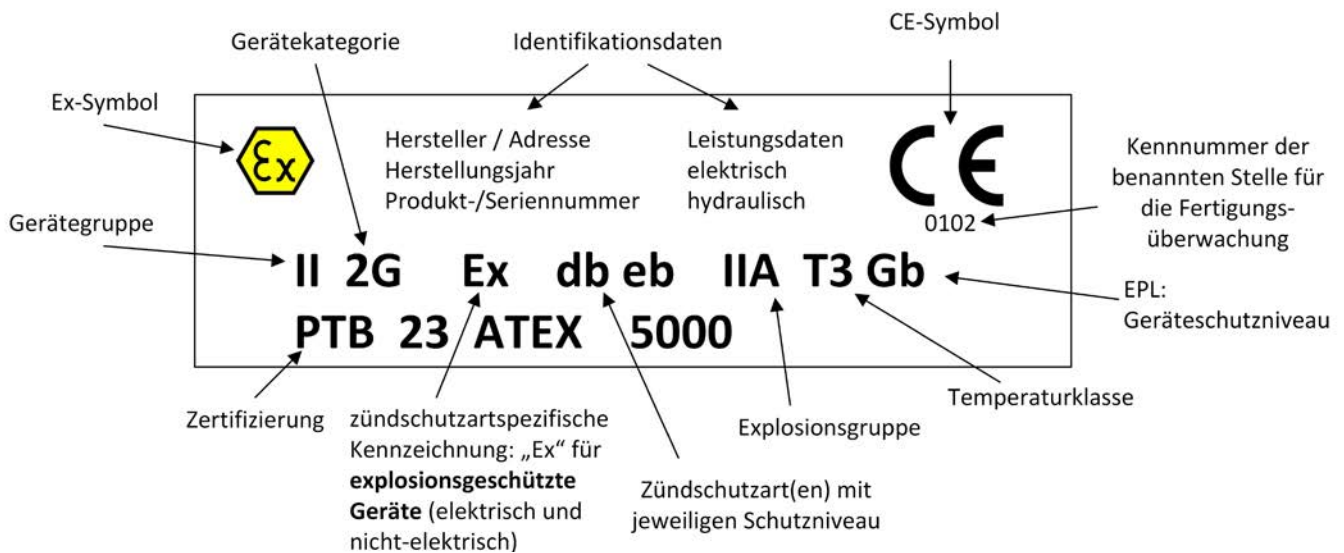 CE-Symbol
Gerätekategorie
Identifikationsdaten
Ex-Symbol
Ex
Hersteller / Adresse
Herstellungsjahr
Produkt-/Seriennummer
Leistungsdaten
elektrisch
hydraulisch
CE
0102
Kennnummer der
benannten Stelle für
die Fertigungs-
überwachung
Gerätegruppe
II 2G Ex db eb IIA T3 Gb
PTB 23 ATEX 5000
EPL:
Geräteschutzniveau
Zertifizierung
zündschutzartspezifische
Kennzeichnung: „Ex“ für
explosionsgeschützte
Geräte (elektrisch und
nicht-elektrisch)
Zündschutzart(en) mit
jeweiligen Schutzniveau
Explosionsgruppe
Temperaturklasse